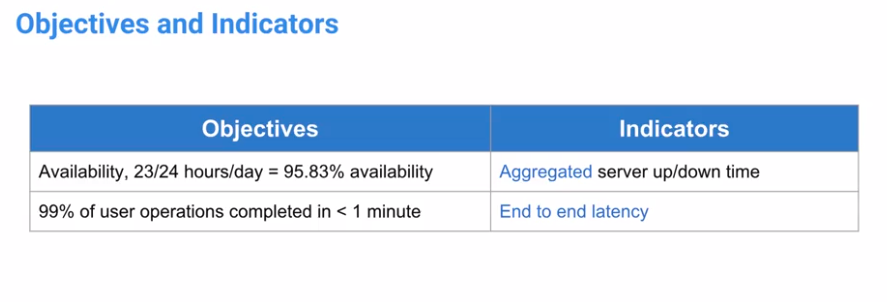 Objectives and Indicators
Objectives
Indicators
Availability, 23/24 hours/day = 95.83% availability
Aggregated server up/down time
99% of user operations completed in < 1 minute
End to end latency